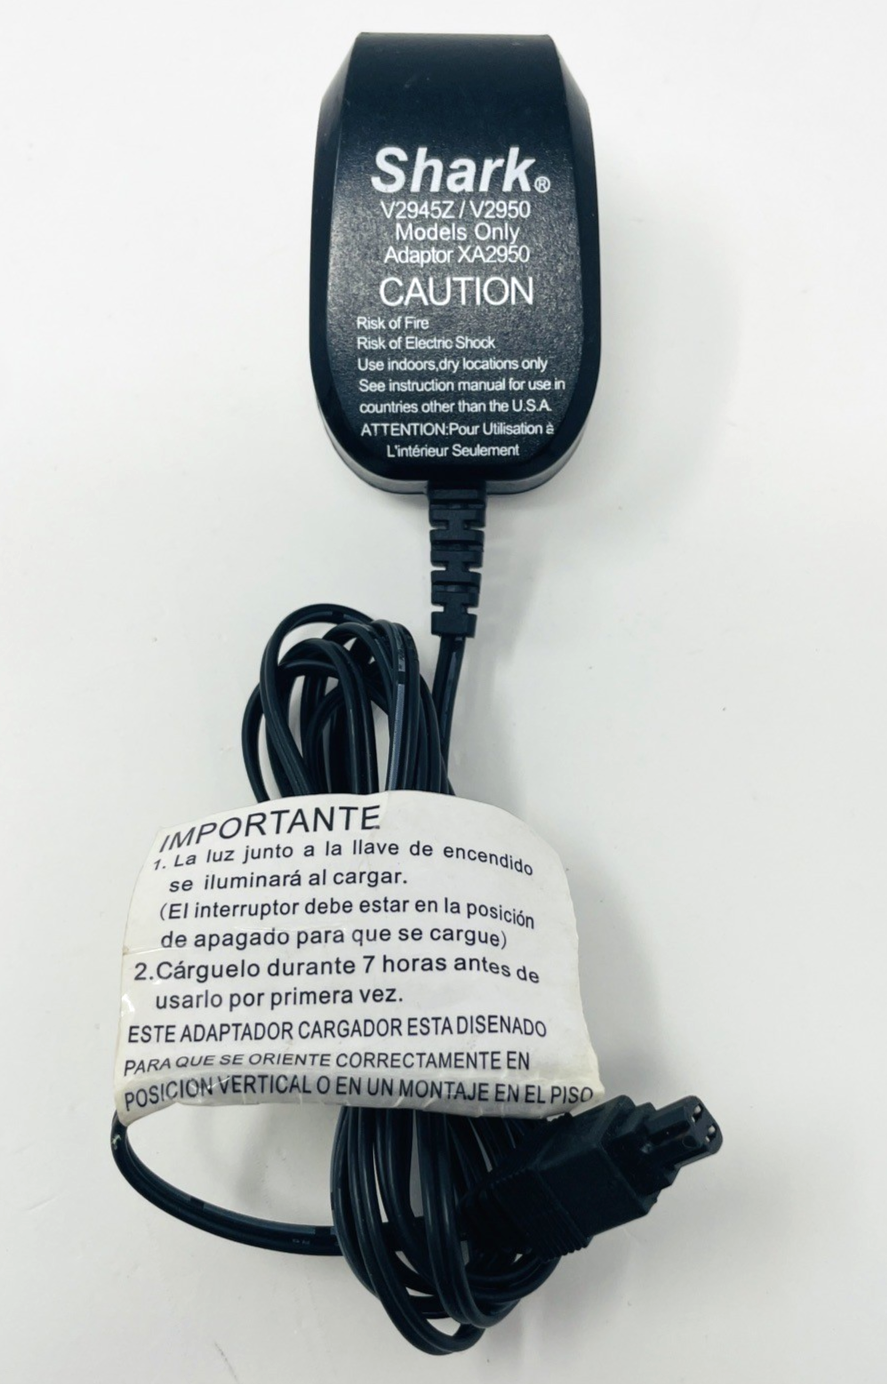 Shark®
V2945Z / V2950
Models Only
Adaptor XA2950
CAUTION
Risk of Fire
Risk of Electric Shock
Use indoors,dry locations only
See instruction manual for use in
countries other than the U.S.A.
ATTENTION:Pour Utilisation à
L'intérieur Seulement
IMPORTANTE
1. La luz junto a la llave de encendido
se iluminará al cargar.
(El interruptor debe estar en la posición
de apagado para que se cargue)
2.Cárguelo durante 7 horas antes de
usarlo por primera vez.
ESTE ADAPTADOR CARGADOR ESTA DISENADO
PARA QUE SE ORIENTE CORRECTAMENTE EN
POSICION VERTICAL O EN UN MONTAJE EN EL PISO